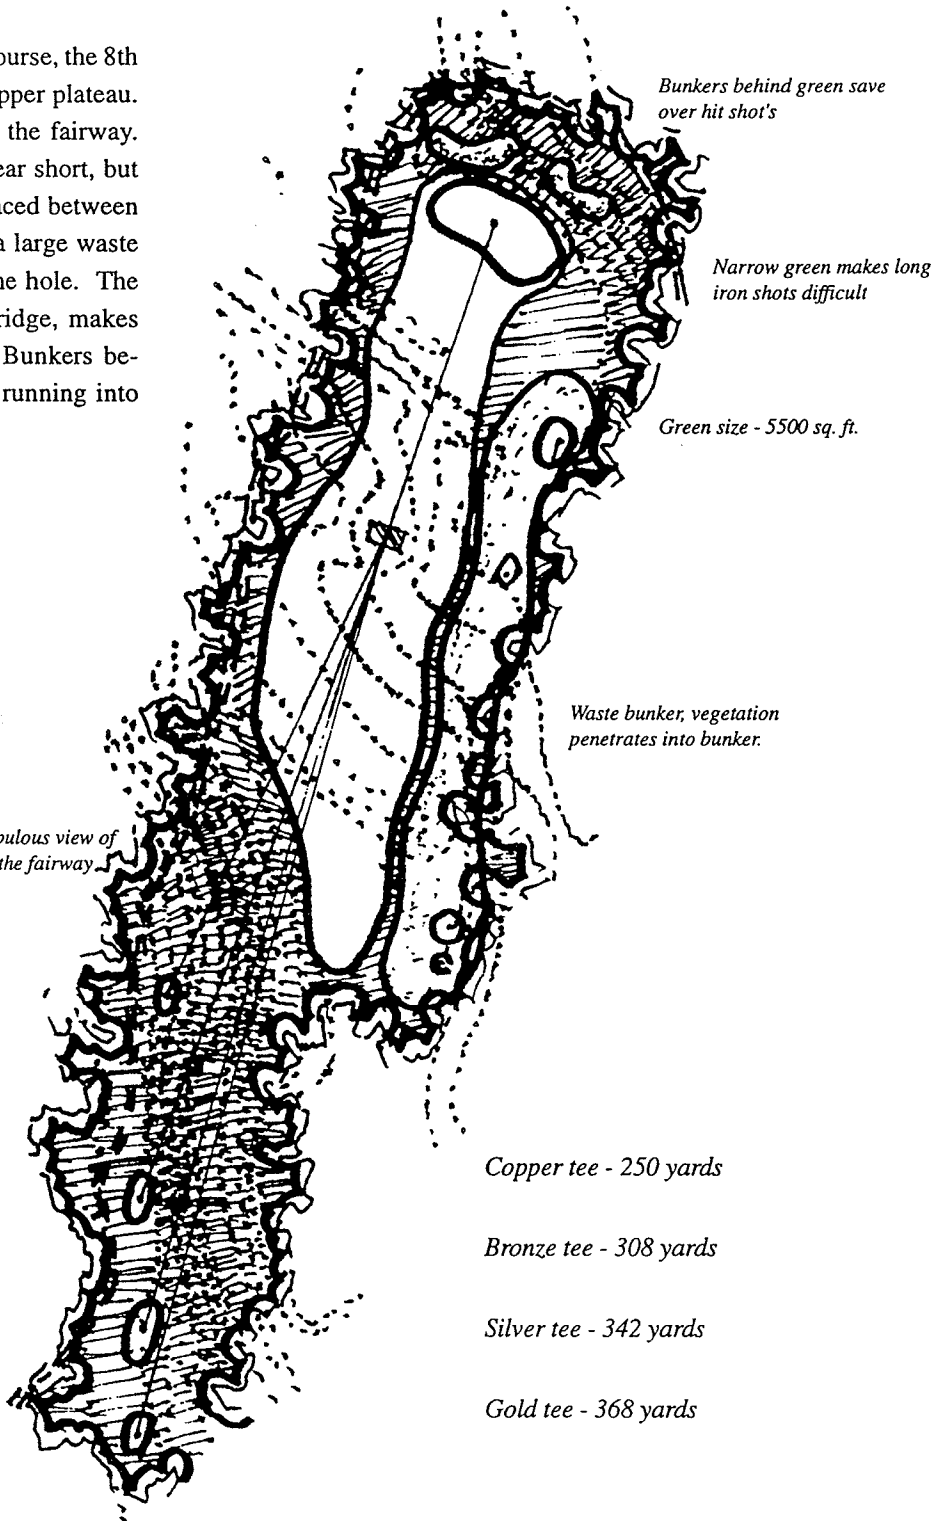 ourse, the 8th
pper plateau.
the fairway.
ear short, but
ced between
a large waste
he hole. The
ridge, makes
Bunkers be-
running into
Bunkers behind green save
over hit shot's
Narrow green makes long
iron shots difficult
Green size - 5500 sq. ft.
Waste bunker, vegetation
penetrates into bunker.
bulous view of
the fairway
Copper tee - 250 yards
Bronze tee - 308 yards
Silver tee - 342 yards
Gold tee - 368 yards